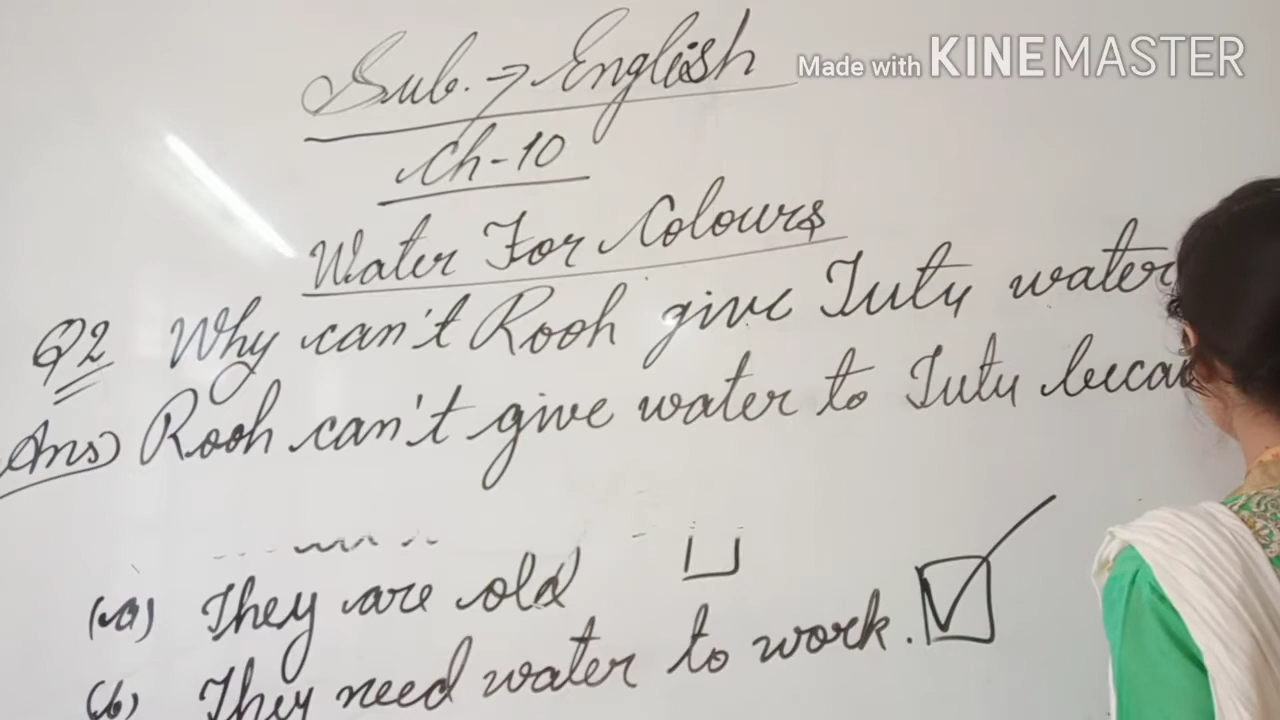 Made with KINEMASTER
Sub. → English
Ch-10
Water For Colours
Q2 Why can't Rooh give Tutu water
Ans) Rooh can't give water to Tutu becau
(a) They are old
(b) They need water to work.